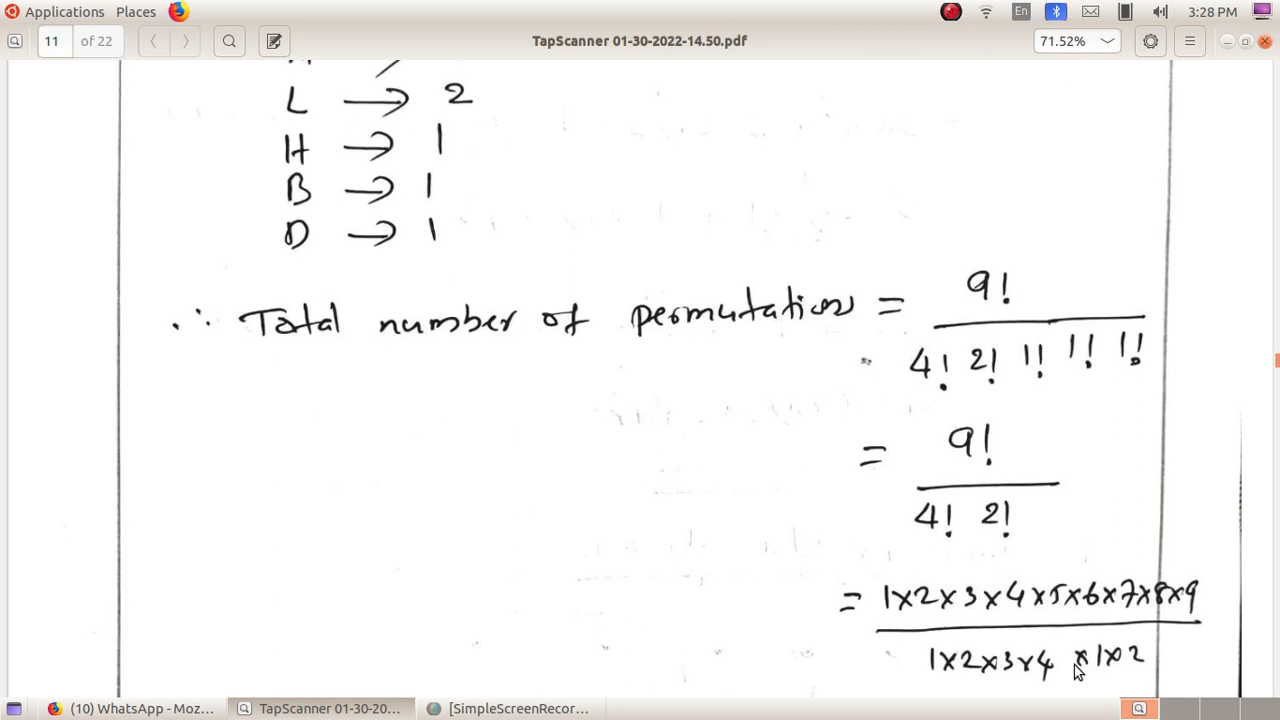 Applications Places En 3:28 PM
11 of 22 TapScanner 01-30-2022-14.50.pdf 71.52%
L → 2
H → 1
B → 1
D → 1
∴ Total number of permutations = 9! / 4! 2! 1! 1! 1!
= 9! / 4! 2!
= 1×2×3×4×5×6×7×8×9 / 1×2×3×4 ×1×2
(10) WhatsApp - Moz... TapScanner 01-30-20... [SimpleScreenRecor...